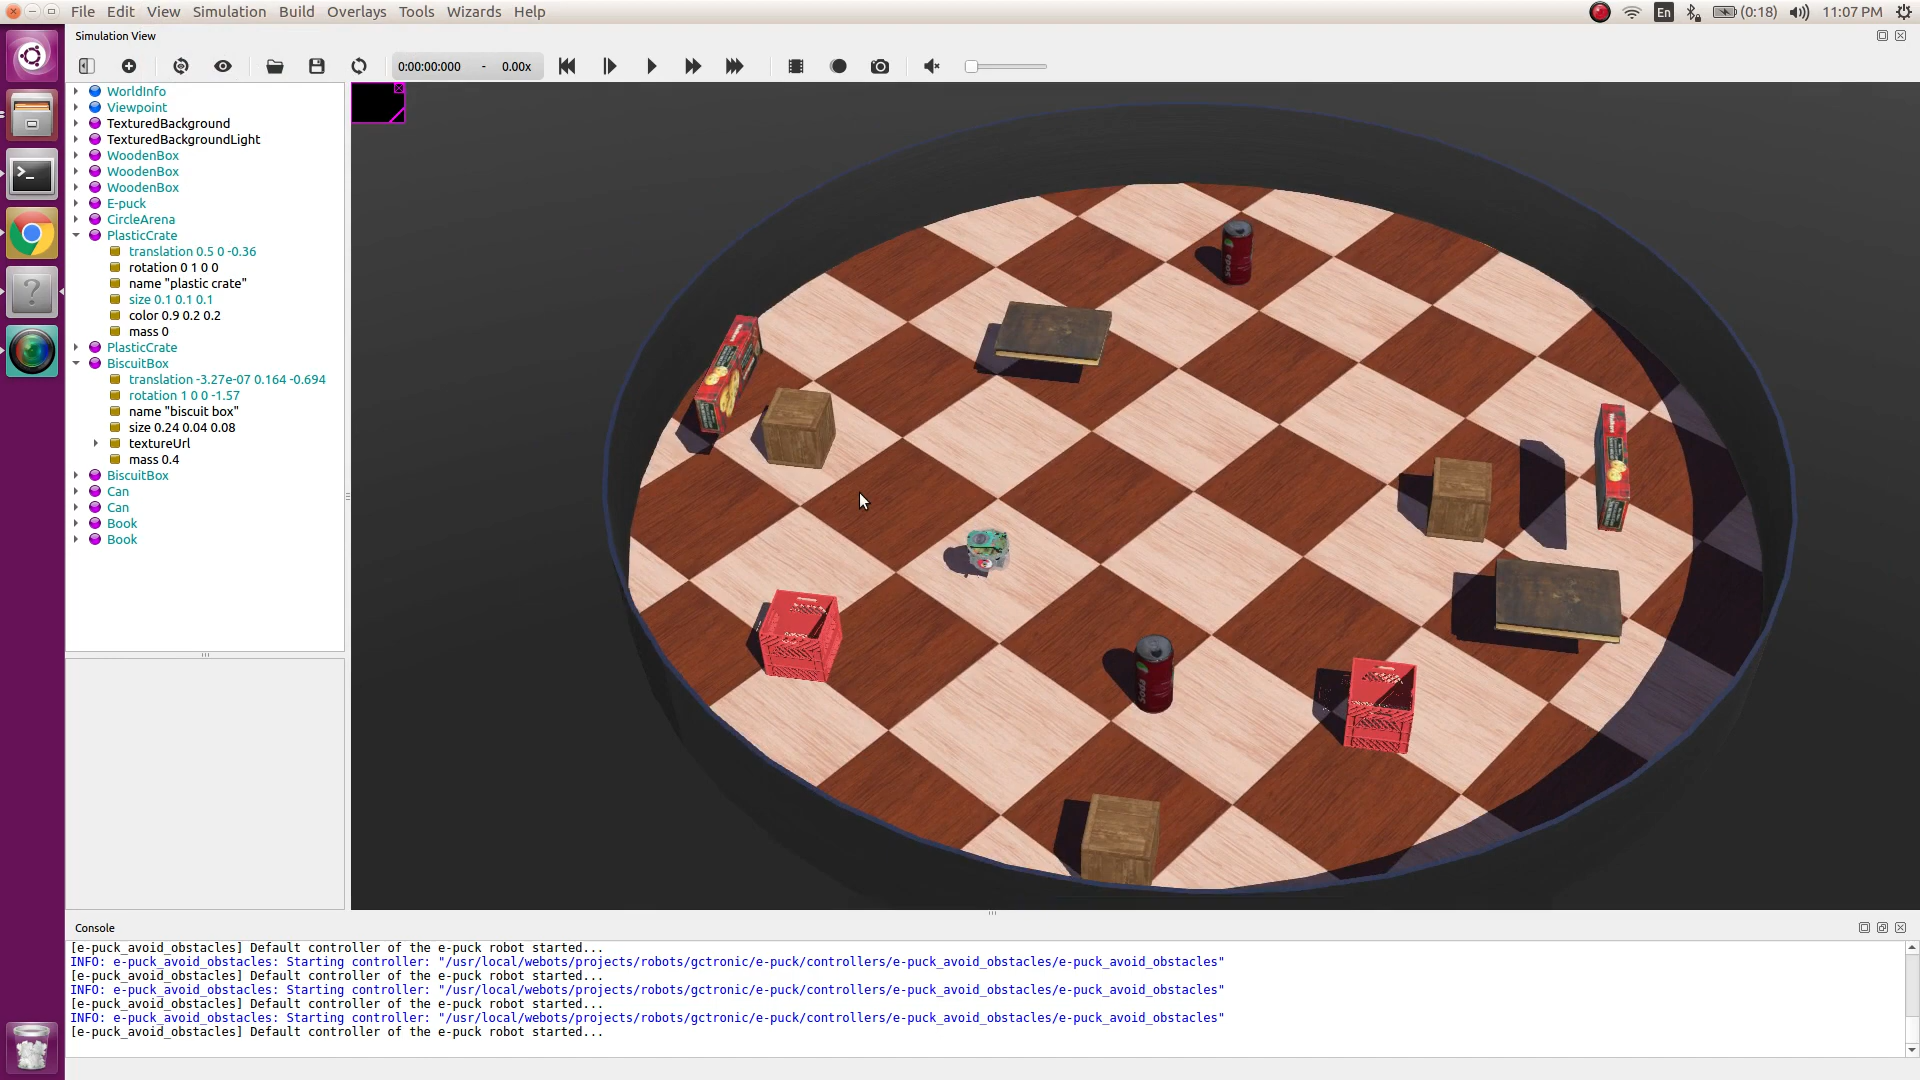 File Edit View Simulation Build Overlays Tools Wizards Help
En (0:18) 11:07 PM
Simulation View
0:00:00:000 - 0.00x
WorldInfo
Viewpoint
TexturedBackground
TexturedBackgroundLight
WoodenBox
WoodenBox
WoodenBox
E-puck
CircleArena
PlasticCrate
translation 0.5 0 -0.36
rotation 0 1 0 0
name "plastic crate"
size 0.1 0.1 0.1
color 0.9 0.2 0.2
mass 0
PlasticCrate
BiscuitBox
translation -3.27e-07 0.164 -0.694
rotation 1 0 0 -1.57
name "biscuit box"
size 0.24 0.04 0.08
textureUrl
mass 0.4
BiscuitBox
Can
Can
Book
Book
soda
soda
Console
[e-puck_avoid_obstacles] Default controller of the e-puck robot started...
INFO: e-puck_avoid_obstacles: Starting controller: "/usr/local/webots/projects/robots/gctronic/e-puck/controllers/e-puck_avoid_obstacles/e-puck_avoid_obstacles"
[e-puck_avoid_obstacles] Default controller of the e-puck robot started...
INFO: e-puck_avoid_obstacles: Starting controller: "/usr/local/webots/projects/robots/gctronic/e-puck/controllers/e-puck_avoid_obstacles/e-puck_avoid_obstacles"
[e-puck_avoid_obstacles] Default controller of the e-puck robot started...
INFO: e-puck_avoid_obstacles: Starting controller: "/usr/local/webots/projects/robots/gctronic/e-puck/controllers/e-puck_avoid_obstacles/e-puck_avoid_obstacles"
[e-puck_avoid_obstacles] Default controller of the e-puck robot started...